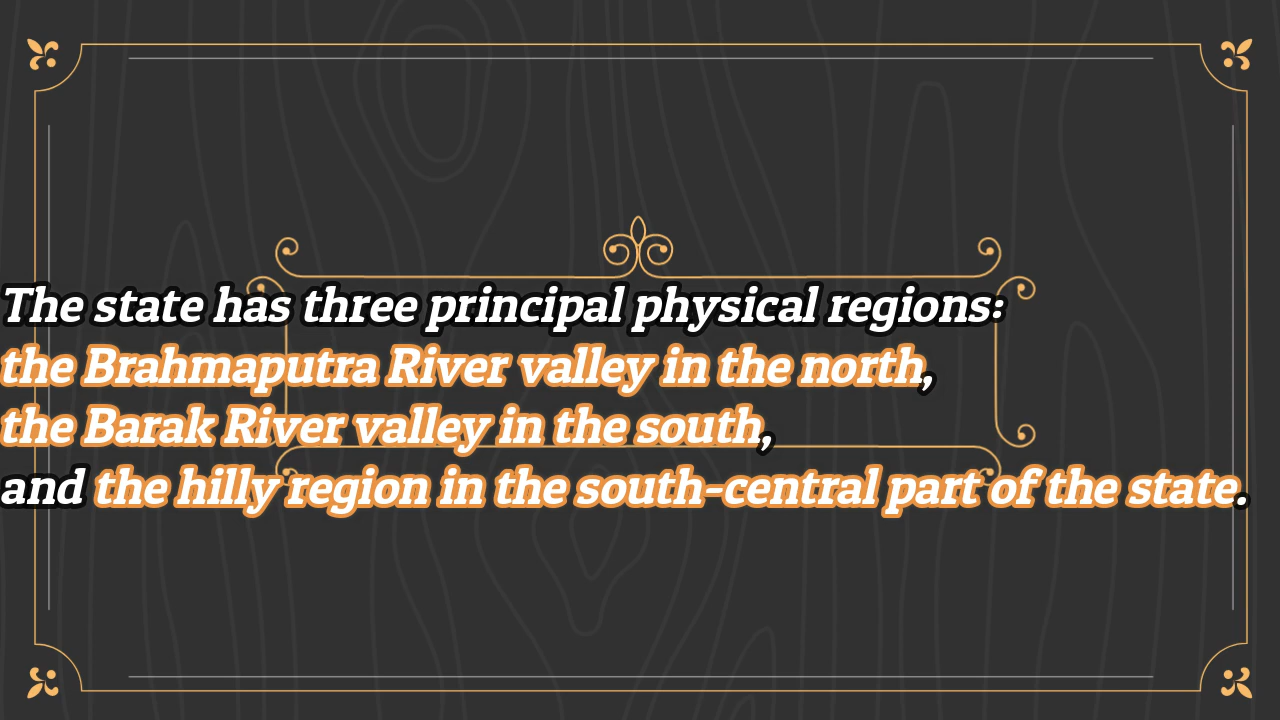 The state has three principal physical regions:
the Brahmaputra River valley in the north,
the Barak River valley in the south,
and the hilly region in the south-central part of the state.